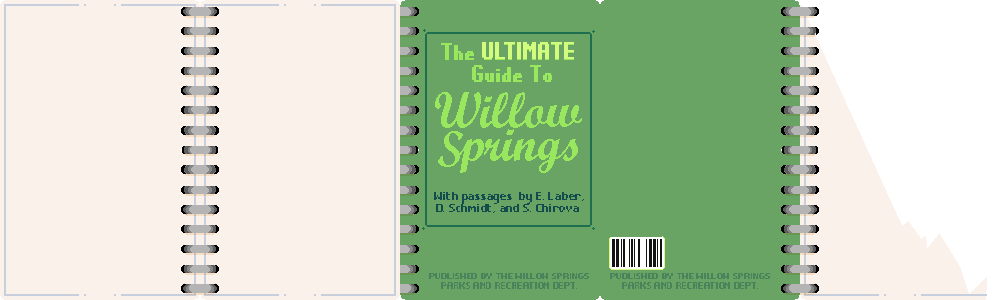 The ULTIMATE
Guide To
Willow
Springs
With passages by E. Laber,
D. Schmidt, and S. Chirova
PUBLISHED BY THE WILLOW SPRINGS
PARKS AND RECREATION DEPT.
PUBLISHED BY THE WILLOW SPRINGS
PARKS AND RECREATION DEPT.